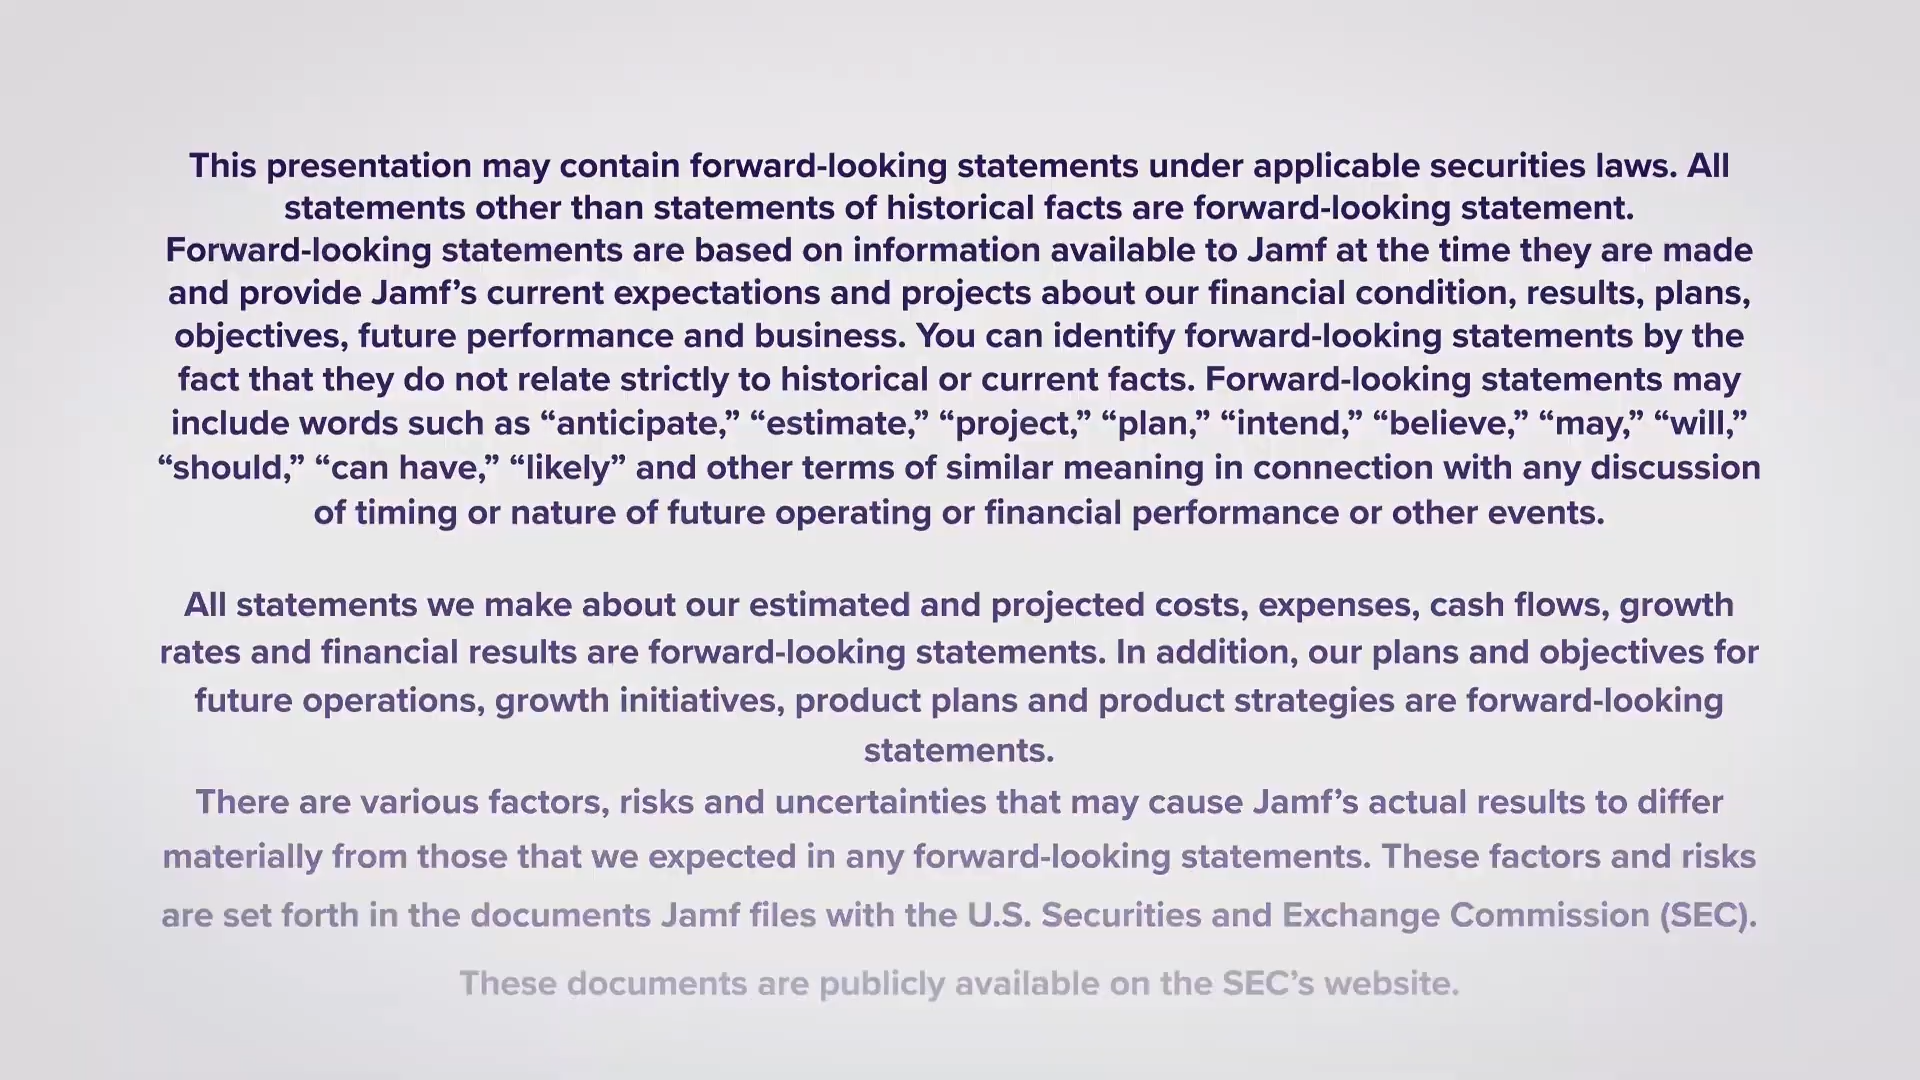 This presentation may contain forward-looking statements under applicable securities laws. All
statements other than statements of historical facts are forward-looking statement.
Forward-looking statements are based on information available to Jamf at the time they are made
and provide Jamf’s current expectations and projects about our financial condition, results, plans,
objectives, future performance and business. You can identify forward-looking statements by the
fact that they do not relate strictly to historical or current facts. Forward-looking statements may
include words such as “anticipate,” “estimate,” “project,” “plan,” “intend,” “believe,” “may,” “will,”
“should,” “can have,” “likely” and other terms of similar meaning in connection with any discussion
of timing or nature of future operating or financial performance or other events.
All statements we make about our estimated and projected costs, expenses, cash flows, growth
rates and financial results are forward-looking statements. In addition, our plans and objectives for
future operations, growth initiatives, product plans and product strategies are forward-looking
statements.
There are various factors, risks and uncertainties that may cause Jamf’s actual results to differ
materially from those that we expected in any forward-looking statements. These factors and risks
are set forth in the documents Jamf files with the U.S. Securities and Exchange Commission (SEC).
These documents are publicly available on the SEC’s website.